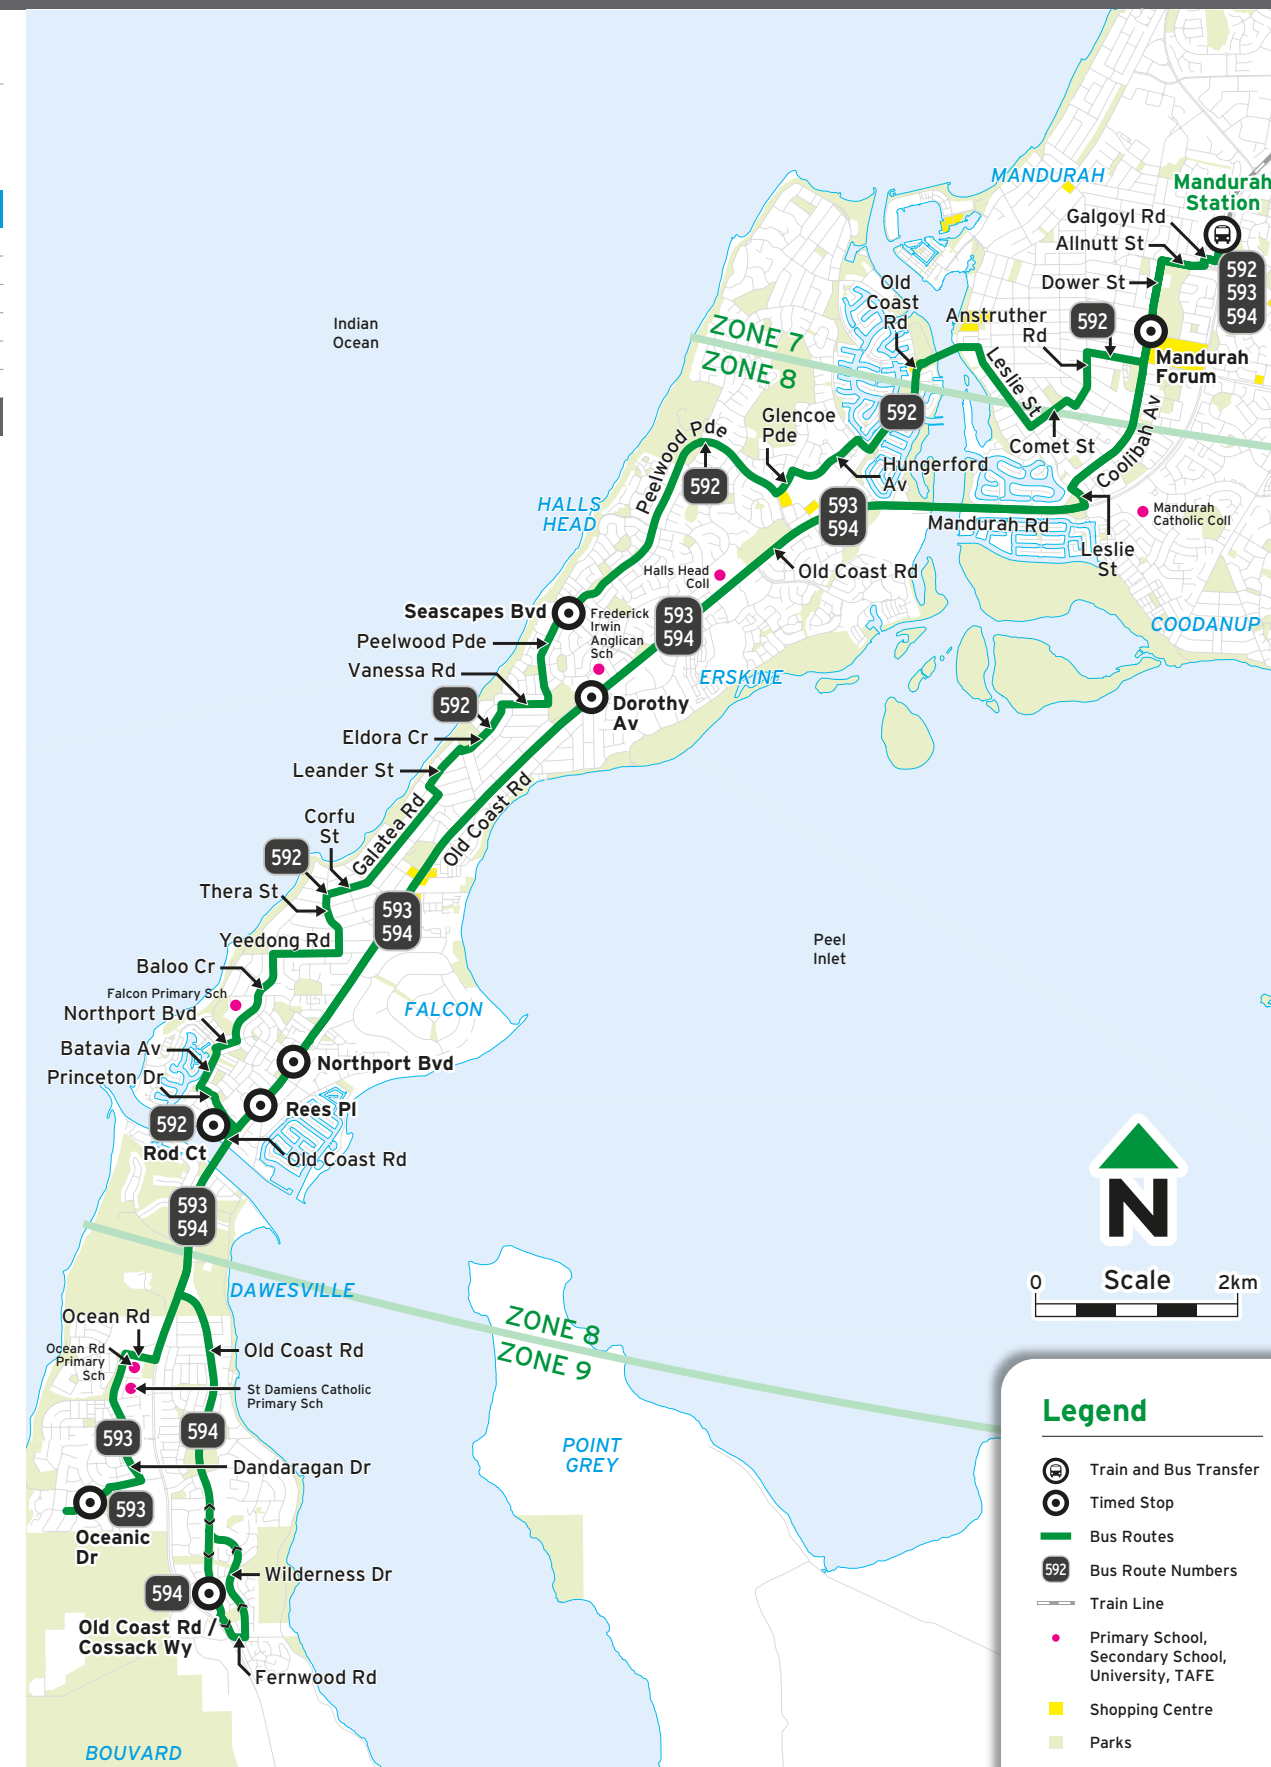 MANDURAH
Mandurah
Station
Galgoyl Rd
Allnutt St
Dower St
592
593
594
Old
Coast
Rd
Anstruther
Rd
592
Indian
Ocean
ZONE 7
ZONE 8
Mandurah
Forum
Leslie St
Glencoe
Pde
592
Peelwood Pde
Comet St
Coolibah Av
Hungerford
Av
592
HALLS
HEAD
593
594
Mandurah Rd
Mandurah
Catholic Coll
Leslie
St
Halls Head
Coll
Old Coast Rd
Seascapes Bvd
Frederick
Irwin
Anglican
Sch
593
594
COODANUP
Peelwood Pde
Vanessa Rd
ERSKINE
592
Dorothy
Av
Eldora Cr
Leander St
Galatea Rd
Old Coast Rd
Corfu
St
592
Thera St
593
594
Yeedong Rd
Peel
Inlet
Baloo Cr
Falcon Primary Sch
Northport Bvd
FALCON
Batavia Av
Northport Bvd
Princeton Dr
Rees Pl
592
Rod Ct
Old Coast Rd
593
594
N
DAWESVILLE
0
Scale
2km
Ocean Rd
ZONE 8
ZONE 9
Ocean Rd
Primary
Sch
Old Coast Rd
St Damiens Catholic
Primary Sch
593
594
POINT
GREY
Dandaragan Dr
593
Oceanic
Dr
Wilderness Dr
594
Old Coast Rd /
Cossack Wy
Fernwood Rd
BOUVARD
Legend
Train and Bus Transfer
Timed Stop
Bus Routes
592
Bus Route Numbers
Train Line
Primary School,
Secondary School,
University, TAFE
Shopping Centre
Parks